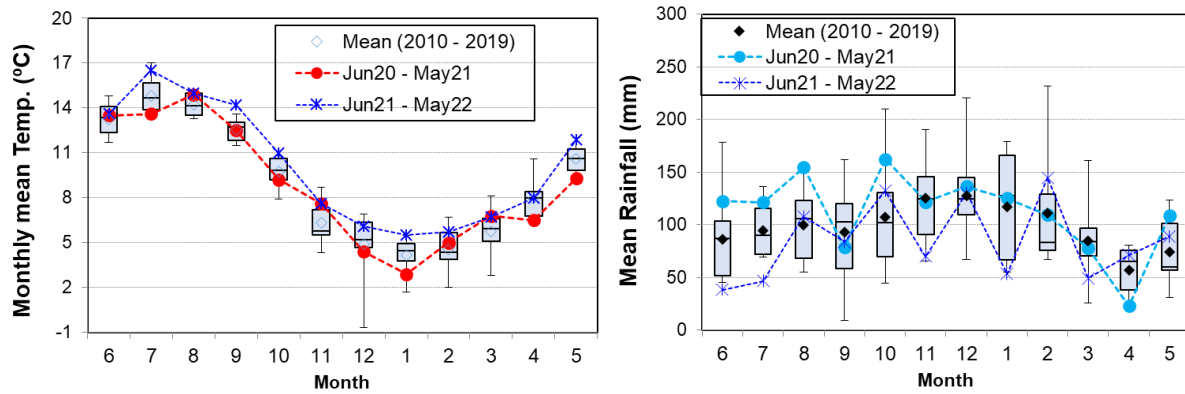 Monthly mean Temp. (ºC)
20
17
14
11
8
5
2
-1
Mean (2010 - 2019)
Jun20 - May21
Jun21 - May22
6 7 8 9 10 11 12 1 2 3 4 5
Month
Mean Rainfall (mm)
300
250
200
150
100
50
0
Mean (2010 - 2019)
Jun20 - May21
Jun21 - May22
6 7 8 9 10 11 12 1 2 3 4 5
Month